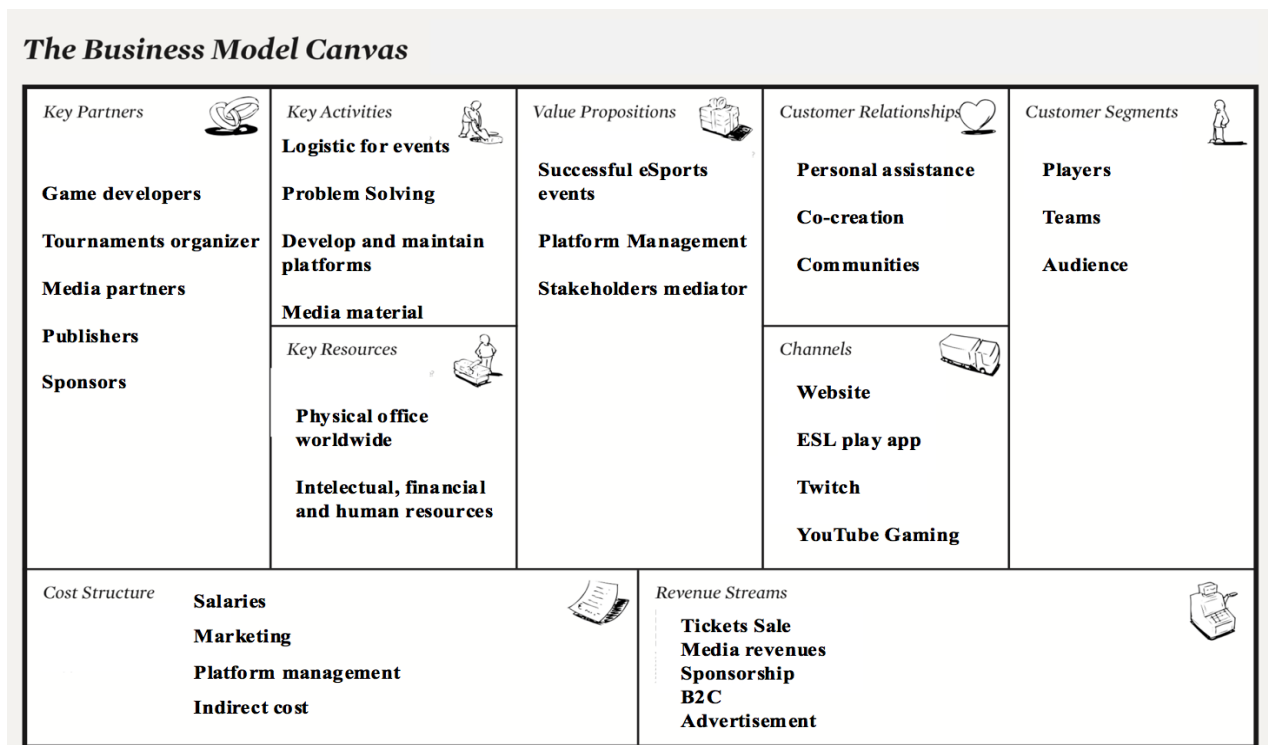 The Business Model Canvas
Key Partners
Game developers
Tournaments organizer
Media partners
Publishers
Sponsors
Key Activities
Logistic for events
Problem Solving
Develop and maintain
platforms
Media material
Key Resources
Physical office
worldwide
Intelectual, financial
and human resources
Value Propositions
Successful eSports
events
Platform Management
Stakeholders mediator
Customer Relationships
Personal assistance
Co-creation
Communities
Channels
Website
ESL play app
Twitch
YouTube Gaming
Customer Segments
Players
Teams
Audience
Cost Structure
Salaries
Marketing
Platform management
Indirect cost
Revenue Streams
Tickets Sale
Media revenues
Sponsorship
B2C
Advertisement